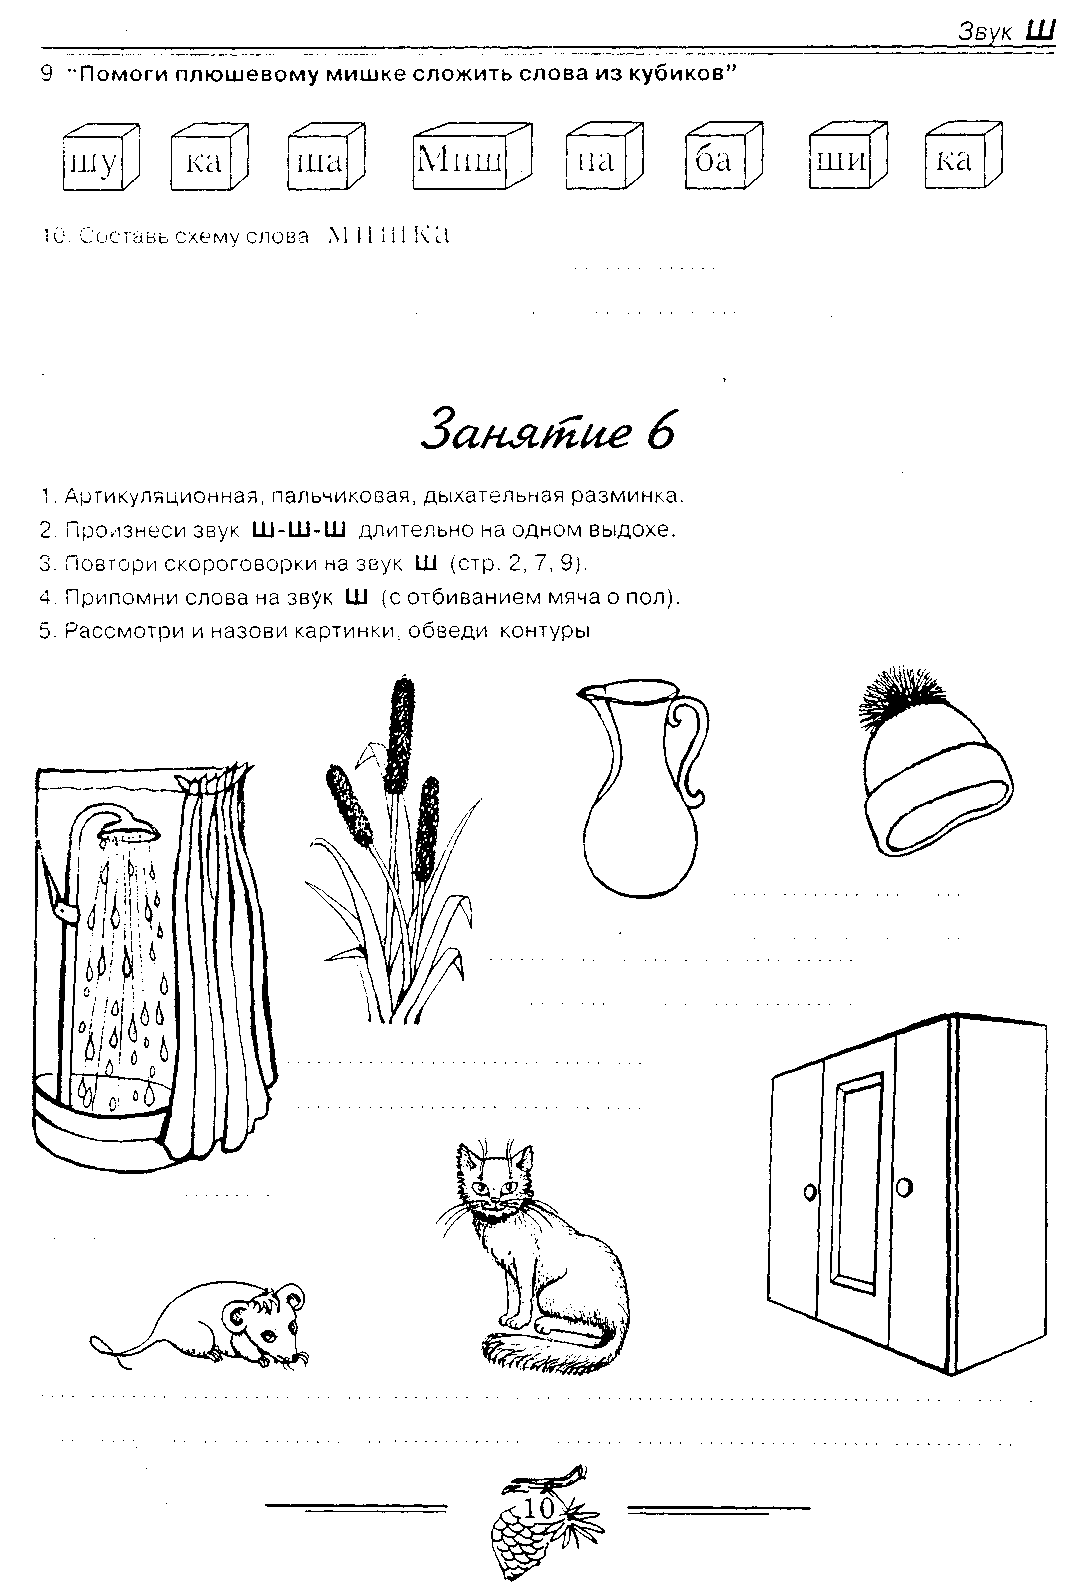 Звук Ш
9 "Помоги плюшевому мишке сложить слова из кубиков"
шу ка ша Миш па ба ши ка
10. Составь схему слова мишка
Занятие 6
1. Артикуляционная, пальчиковая, дыхательная разминка.
2. Произнеси звук Ш-Ш-Ш длительно на одном выдохе.
3. Повтори скороговорки на звук Ш (стр. 2, 7, 9).
4. Припомни слова на звук Ш (с отбиванием мяча о пол).
5. Рассмотри и назови картинки, обведи контуры
10